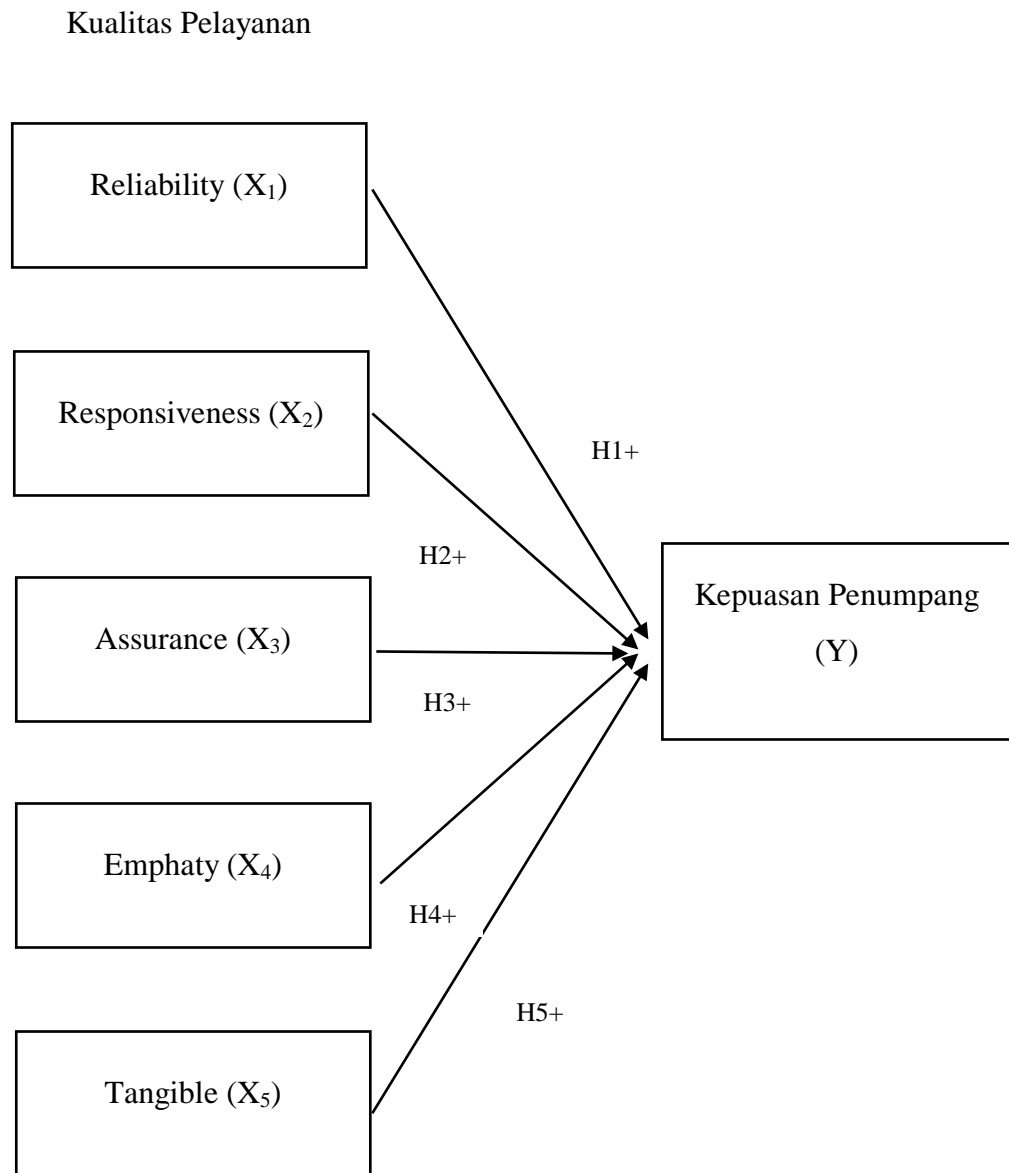 Kualitas Pelayanan
Reliability (X₁)
Responsiveness (X₂)
H1+
H2+
Assurance (X₃)
Kepuasan Penumpang
(Y)
H3+
Emphaty (X₄)
H4+
H5+
Tangible (X₅)